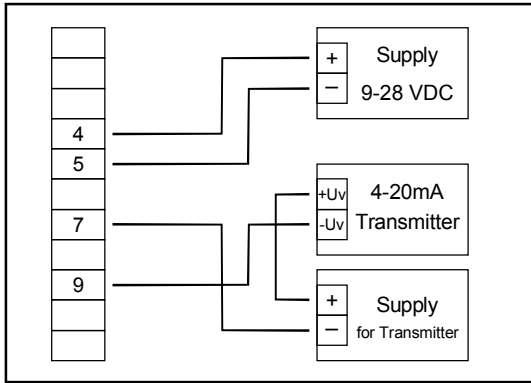 4
5
7
9
+
−
Supply
9-28 VDC
+Uv
-Uv
4-20mA
Transmitter
+
−
Supply
for Transmitter